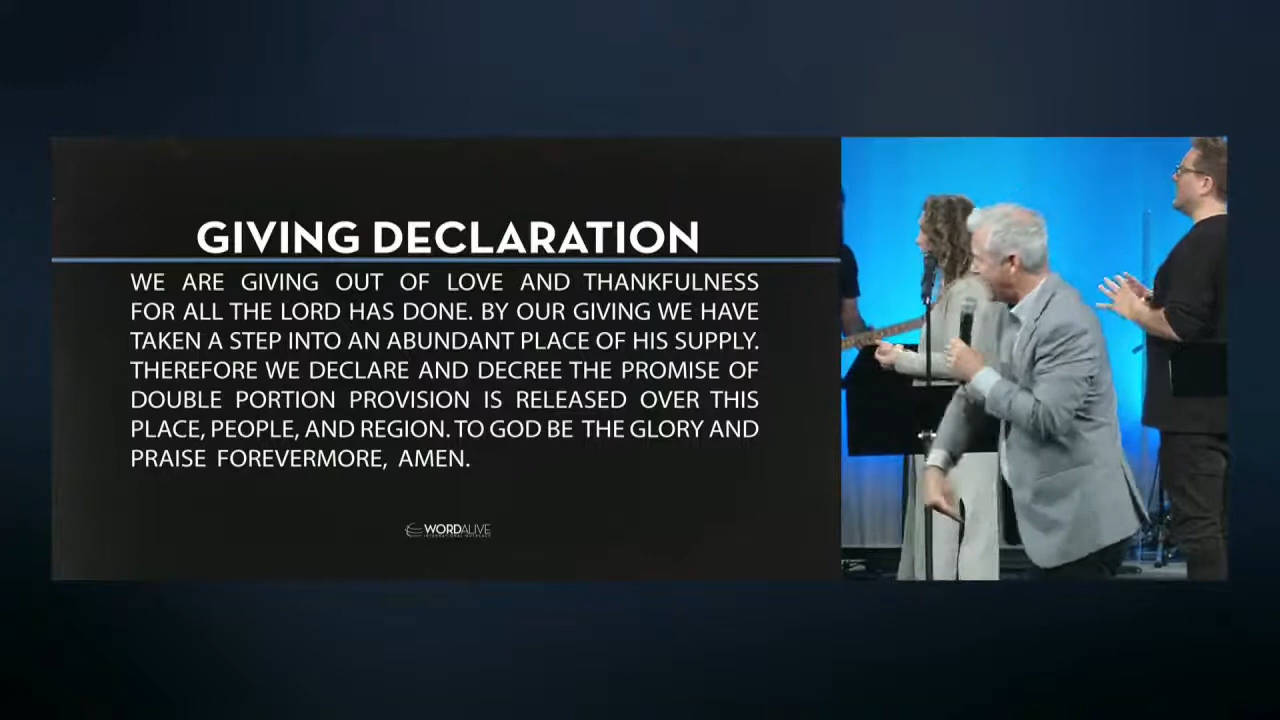 GIVING DECLARATION
WE ARE GIVING OUT OF LOVE AND THANKFULNESS
FOR ALL THE LORD HAS DONE. BY OUR GIVING WE HAVE
TAKEN A STEP INTO AN ABUNDANT PLACE OF HIS SUPPLY.
THEREFORE WE DECLARE AND DECREE THE PROMISE OF
DOUBLE PORTION PROVISION IS RELEASED OVER THIS
PLACE, PEOPLE, AND REGION. TO GOD BE THE GLORY AND
PRAISE FOREVERMORE, AMEN.
WORDALIVE
INTERNATIONAL OUTREACH